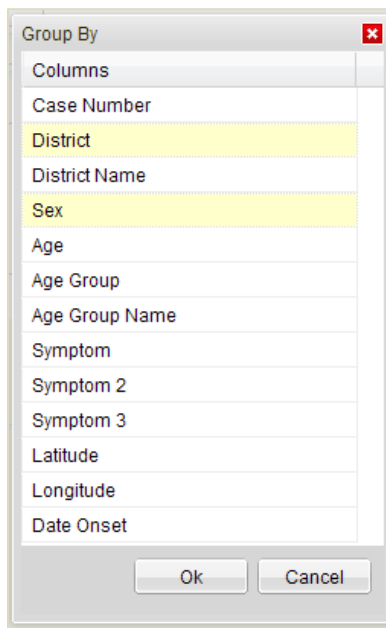 Group By
Columns
Case Number
District
District Name
Sex
Age
Age Group
Age Group Name
Symptom
Symptom 2
Symptom 3
Latitude
Longitude
Date Onset
Ok Cancel